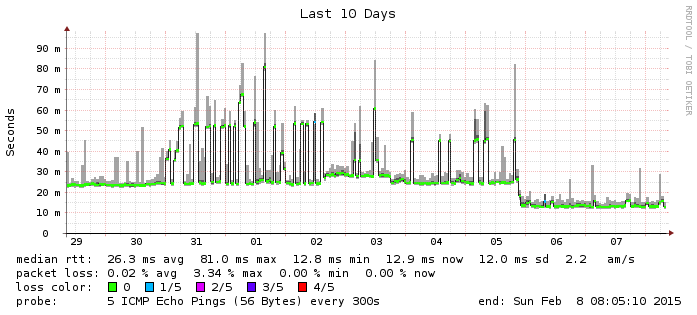 Last 10 Days
RRDTOOL / TOBI OETIKER
Seconds
90 m
80 m
70 m
60 m
50 m
40 m
30 m
20 m
10 m
0
29 30 31 01 02 03 04 05 06 07
median rtt: 26.3 ms avg 81.0 ms max 12.8 ms min 12.9 ms now 12.0 ms sd 2.2 am/s
packet loss: 0.02 % avg 3.34 % max 0.00 % min 0.00 % now
loss color: 0 1/5 2/5 3/5 4/5
probe: 5 ICMP Echo Pings (56 Bytes) every 300s end: Sun Feb 8 08:05:10 2015